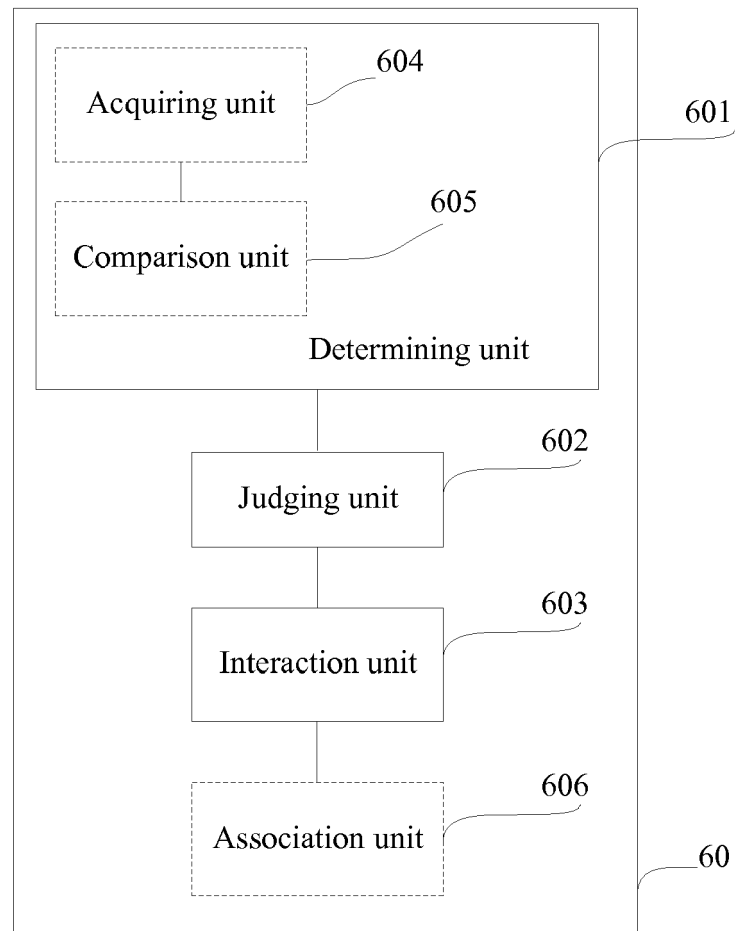 604
Acquiring unit
601
605
Comparison unit
Determining unit
602
Judging unit
603
Interaction unit
606
Association unit
60